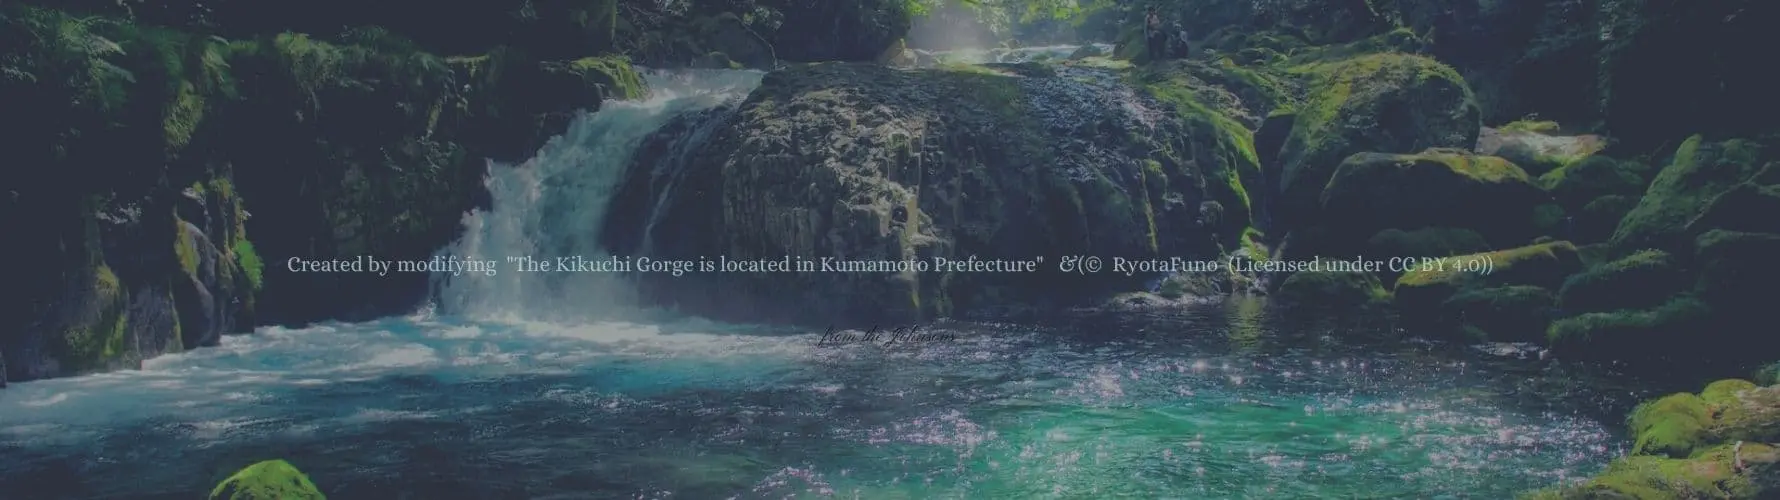 Created by modifying "The Kikuchi Gorge is located in Kumamoto Prefecture" &(© RyotaFuno (Licensed under CC BY 4.0))
from the Johnsons